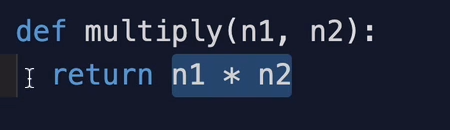 def multiply(n1, n2):
return n1 * n2